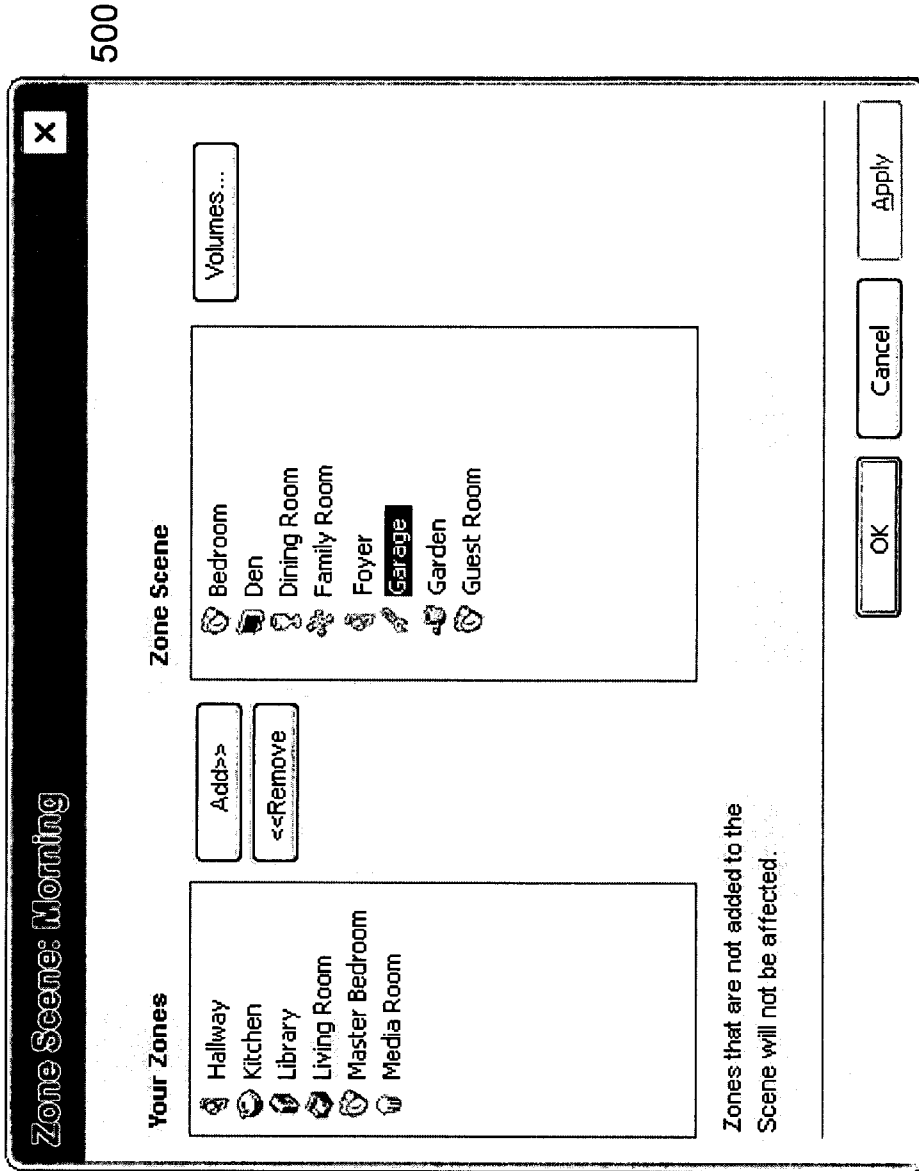 500
Zone Scene: Morning
X
Your Zones
Hallway
Kitchen
Library
Living Room
Master Bedroom
Media Room
Add>>
<<Remove
Zone Scene
Bedroom
Den
Dining Room
Family Room
Foyer
Garage
Garden
Guest Room
Volumes...
Zones that are not added to the
Scene will not be affected.
OK
Cancel
Apply